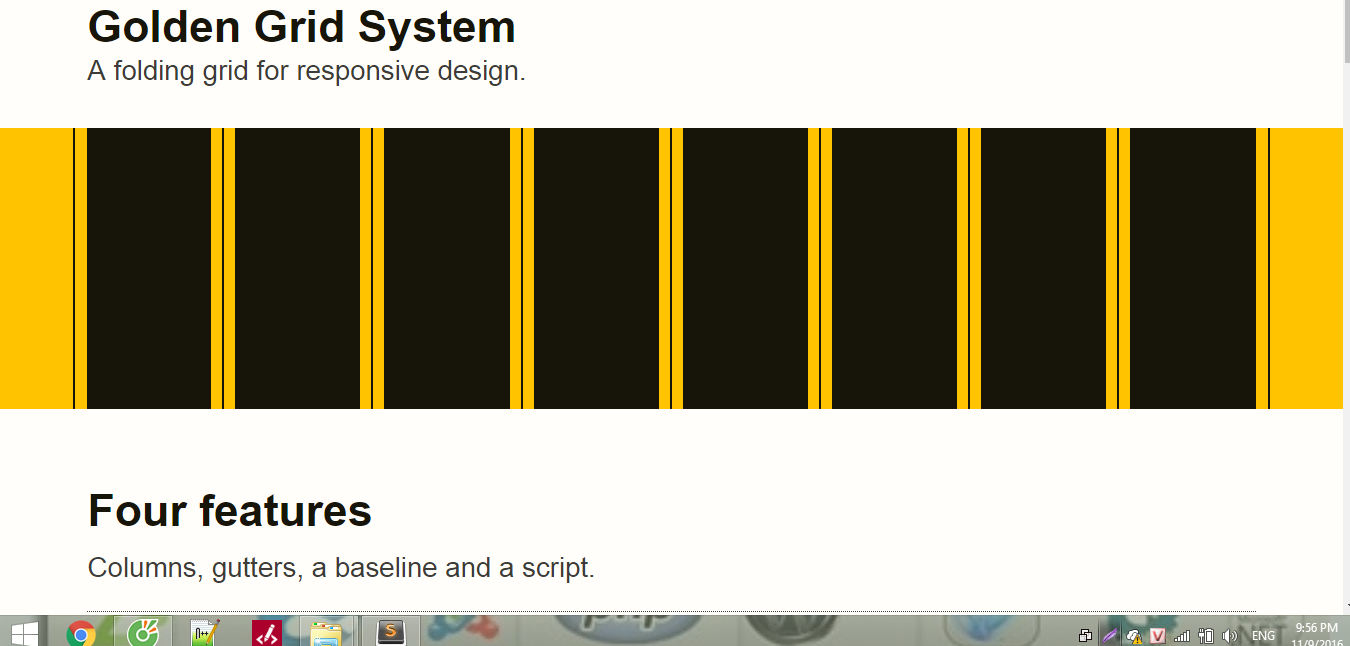 Golden Grid System
A folding grid for responsive design.
Four features
Columns, gutters, a baseline and a script.
php
n++
S
V
ENG
9:56 PM
11/9/2016